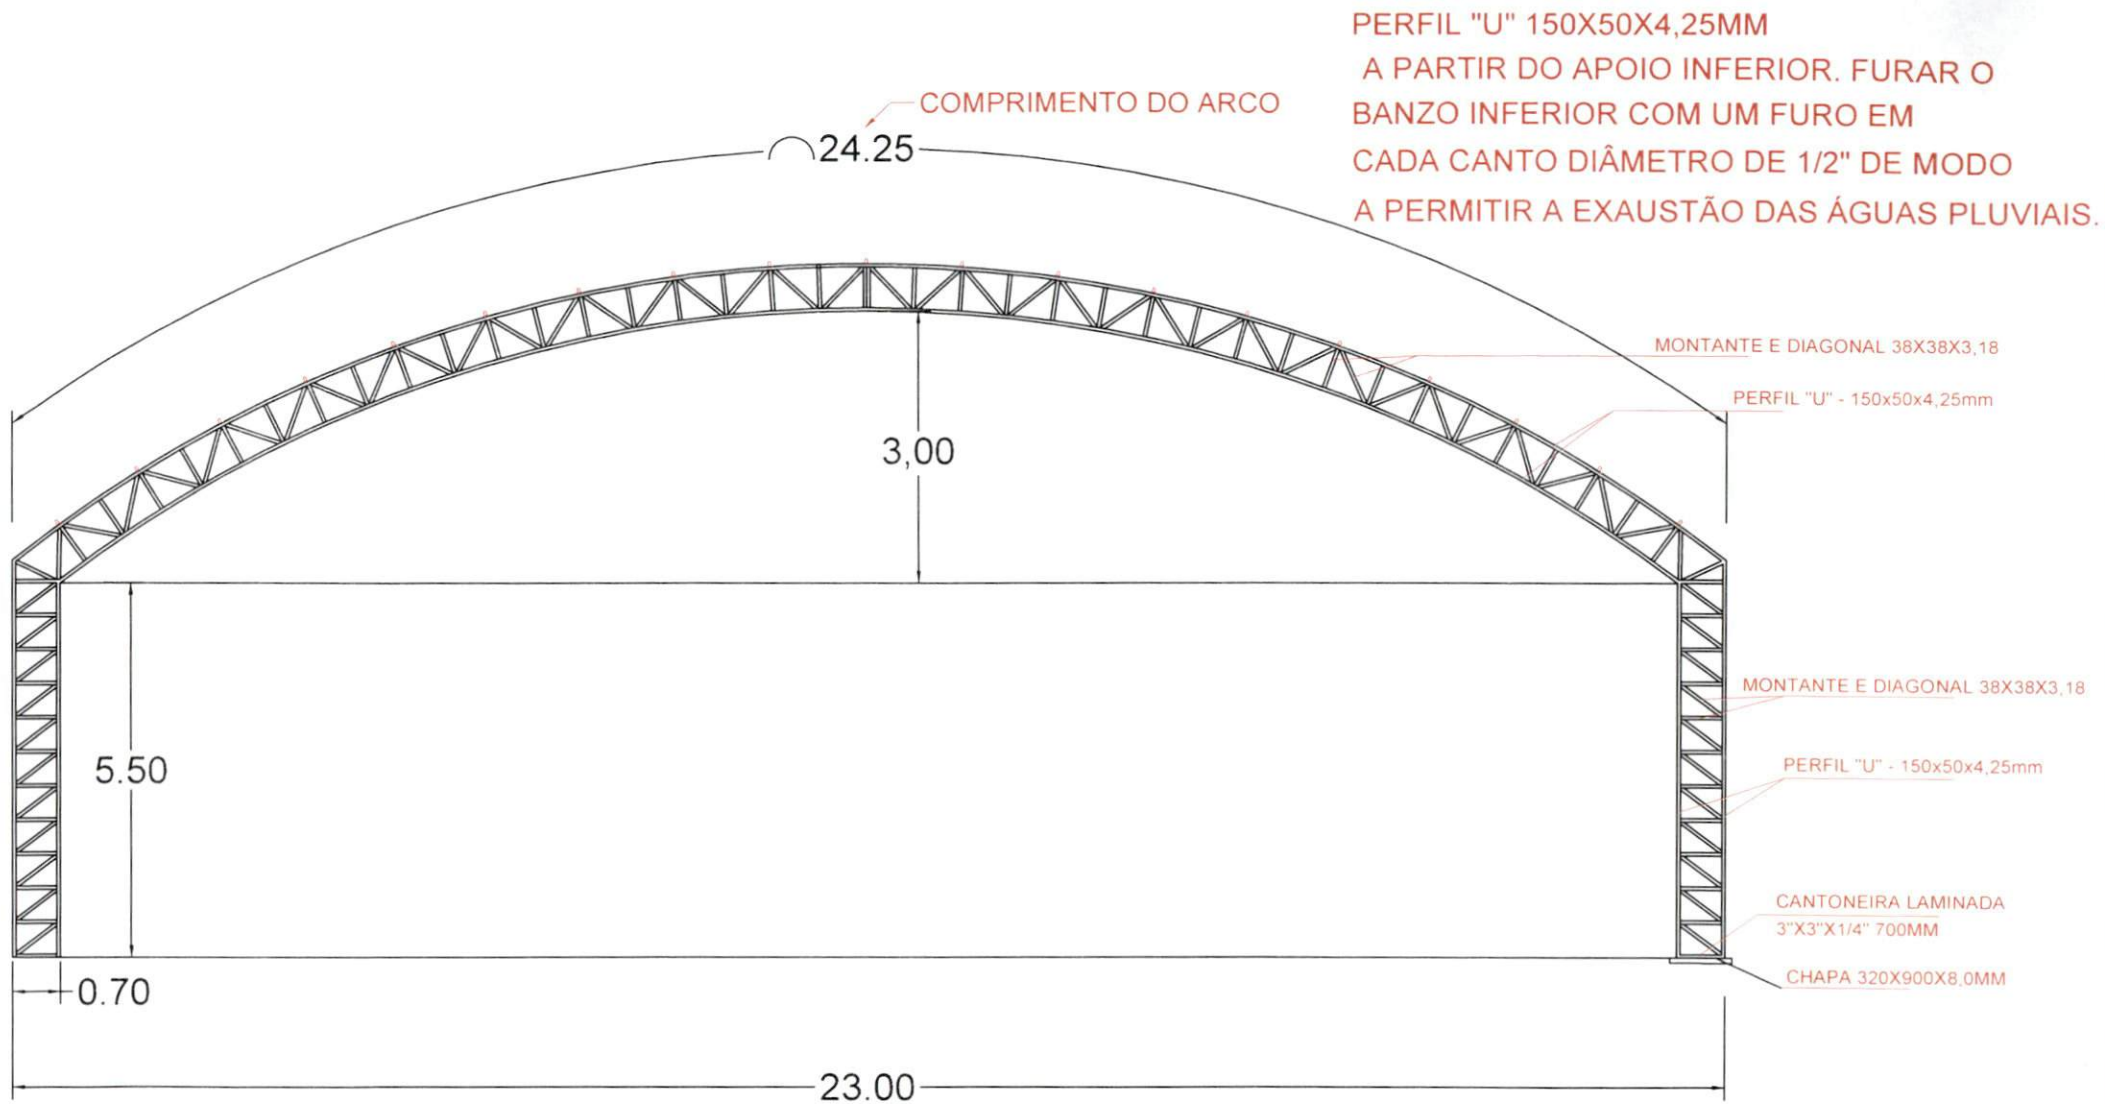 PERFIL "U" 150X50X4,25MM
A PARTIR DO APOIO INFERIOR. FURAR O
BANZO INFERIOR COM UM FURO EM
CADA CANTO DIÂMETRO DE 1/2" DE MODO
A PERMITIR A EXAUSTÃO DAS ÁGUAS PLUVIAIS.
COMPRIMENTO DO ARCO
24.25
MONTANTE E DIAGONAL 38X38X3,18
PERFIL "U" - 150x50x4,25mm
3,00
MONTANTE E DIAGONAL 38X38X3,18
PERFIL "U" - 150x50x4,25mm
5.50
CANTONEIRA LAMINADA
3"X3"X1/4" 700MM
CHAPA 320X900X8,0MM
0.70
23.00